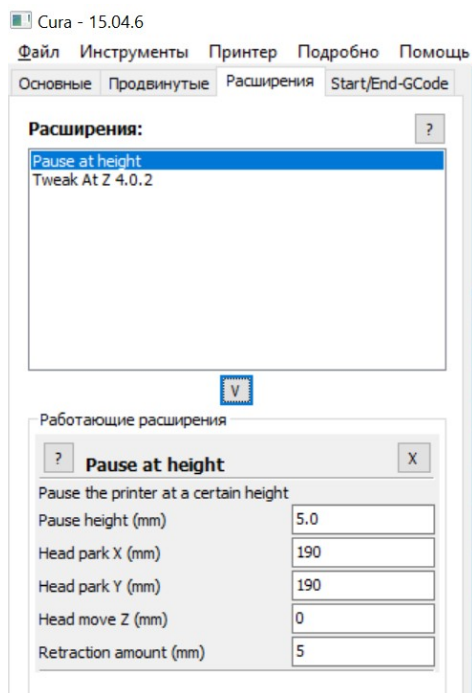 Cura - 15.04.6
Файл Инструменты Принтер Подробно Помощь
Основные Продвинутые Расширения Start/End-GCode
Расширения: ?
Pause at height
Tweak At Z 4.0.2
V
Работающие расширения
? Pause at height X
Pause the printer at a certain height
Pause height (mm) 5.0
Head park X (mm) 190
Head park Y (mm) 190
Head move Z (mm) 0
Retraction amount (mm) 5